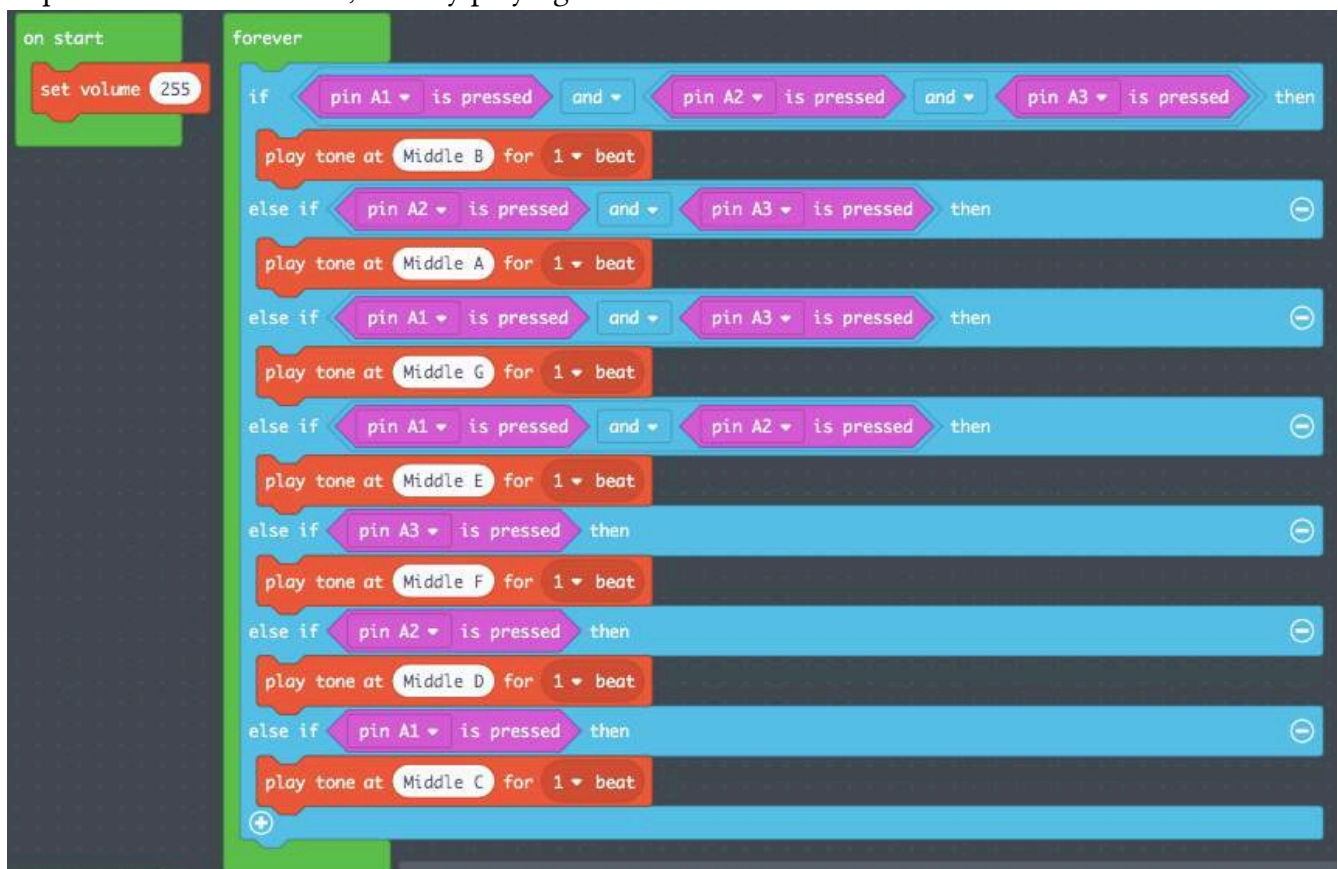 on start
set volume 255
forever
if pin A1 is pressed and pin A2 is pressed and pin A3 is pressed then
play tone at Middle B for 1 beat
else if pin A2 is pressed and pin A3 is pressed then
play tone at Middle A for 1 beat
else if pin A1 is pressed and pin A3 is pressed then
play tone at Middle G for 1 beat
else if pin A1 is pressed and pin A2 is pressed then
play tone at Middle E for 1 beat
else if pin A3 is pressed then
play tone at Middle F for 1 beat
else if pin A2 is pressed then
play tone at Middle D for 1 beat
else if pin A1 is pressed then
play tone at Middle C for 1 beat